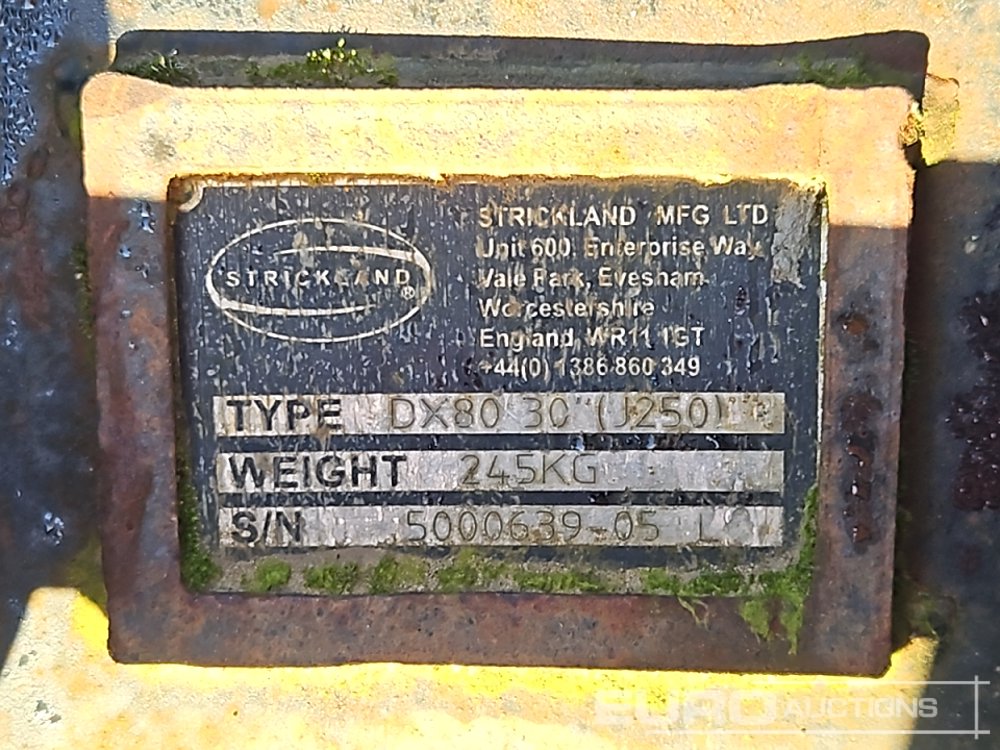 STRICKLAND®
STRICKLAND MFG LTD
Unit 600, Enterprise Way,
Vale Park, Evesham
Worcestershire
England, WR11 1GT
+44(0) 1386 860 349
TYPE DX80 30" (J250)
WEIGHT 245KG
S/N 5000639-05 L
EURO AUCTIONS